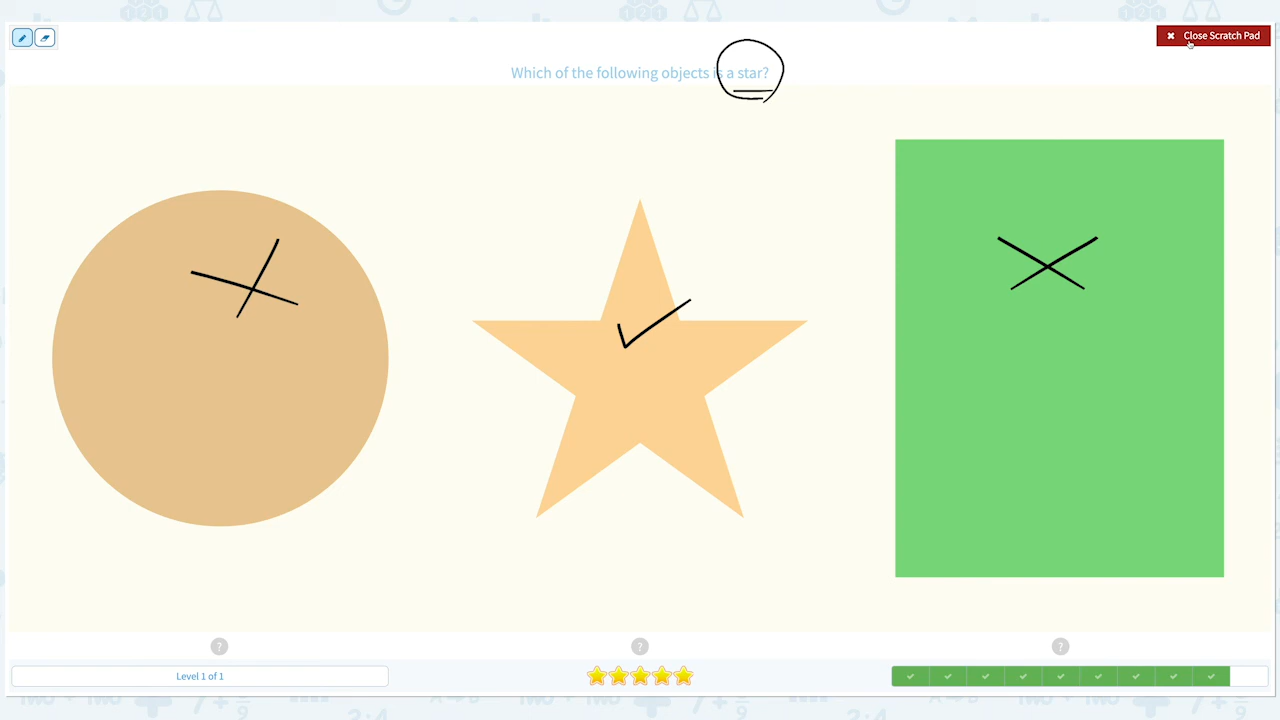 Close Scratch Pad
Which of the following objects is a star?
?
?
?
Level 1 of 1